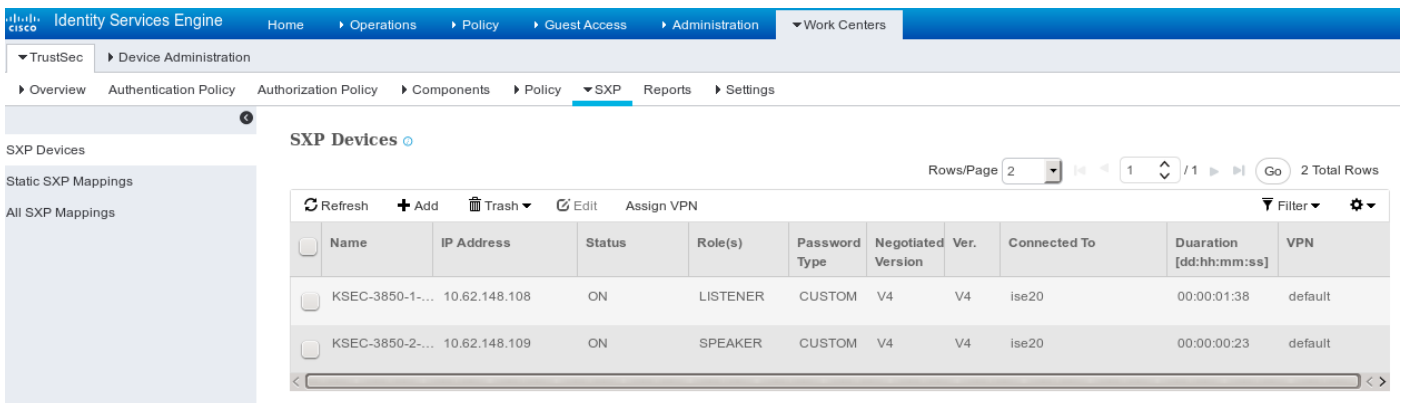 cisco Identity Services Engine Home Operations Policy Guest Access Administration Work Centers
TrustSec Device Administration
Overview Authentication Policy Authorization Policy Components Policy SXP Reports Settings
SXP Devices
Static SXP Mappings
All SXP Mappings
SXP Devices
Rows/Page 2 1 / 1 Go 2 Total Rows
Refresh Add Trash Edit Assign VPN Filter
Name IP Address Status Role(s) Password Type Negotiated Version Ver. Connected To Duaration [dd:hh:mm:ss] VPN
KSEC-3850-1-... 10.62.148.108 ON LISTENER CUSTOM V4 V4 ise20 00:00:01:38 default
KSEC-3850-2-... 10.62.148.109 ON SPEAKER CUSTOM V4 V4 ise20 00:00:00:23 default